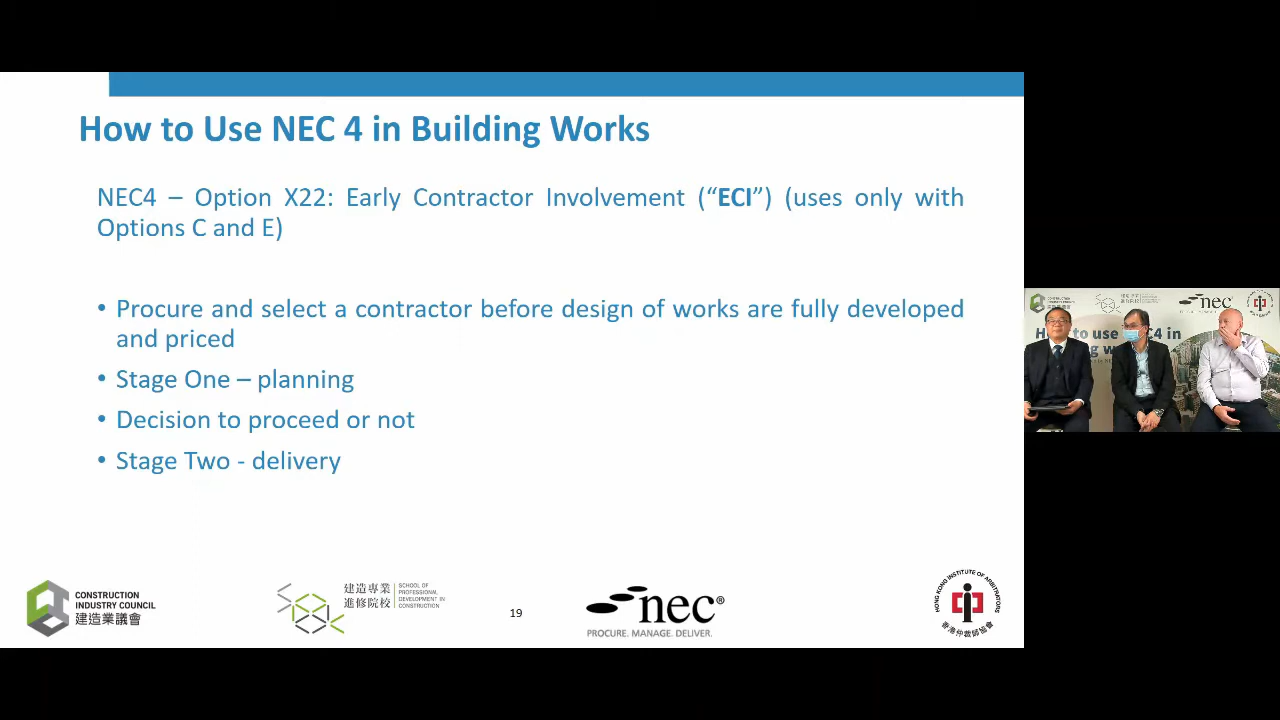 How to Use NEC 4 in Building Works
NEC4 – Option X22: Early Contractor Involvement (“ECI”) (uses only with
Options C and E)
• Procure and select a contractor before design of works are fully developed
and priced
• Stage One – planning
• Decision to proceed or not
• Stage Two - delivery
CONSTRUCTION
INDUSTRY COUNCIL
建造業議會
建造專業
進修院校
SCHOOL OF
PROFESSIONAL
DEVELOPMENT IN
CONSTRUCTION
19
nec®
PROCURE. MANAGE. DELIVER.
HONG KONG INSTITUTE OF ARBITRATORS
香港仲裁師協會
nec